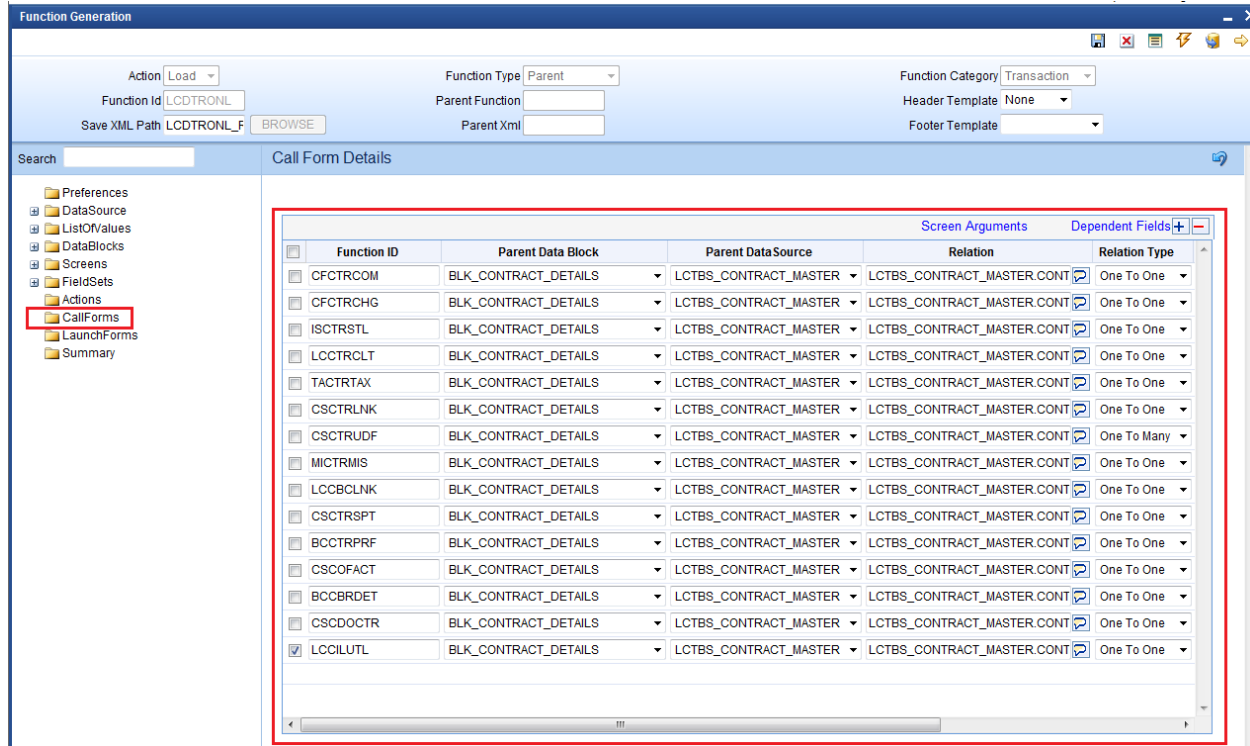 Function Generation
Action Load Function Type Parent Function Category Transaction
Function Id LCDTRONL Parent Function Header Template None
Save XML Path LCDTRONL_F BROWSE Parent Xml Footer Template
Search Call Form Details
Preferences
DataSource
ListOfValues
DataBlocks
Screens
FieldSets
Actions
CallForms
LaunchForms
Summary
Screen Arguments Dependent Fields
Function ID Parent Data Block Parent DataSource Relation Relation Type
CFCTRCOM BLK_CONTRACT_DETAILS LCTBS_CONTRACT_MASTER LCTBS_CONTRACT_MASTER.CONT One To One
CFCTRCHG BLK_CONTRACT_DETAILS LCTBS_CONTRACT_MASTER LCTBS_CONTRACT_MASTER.CONT One To One
ISCTRSTL BLK_CONTRACT_DETAILS LCTBS_CONTRACT_MASTER LCTBS_CONTRACT_MASTER.CONT One To One
LCCTRCLT BLK_CONTRACT_DETAILS LCTBS_CONTRACT_MASTER LCTBS_CONTRACT_MASTER.CONT One To One
TACTRTAX BLK_CONTRACT_DETAILS LCTBS_CONTRACT_MASTER LCTBS_CONTRACT_MASTER.CONT One To One
CSCTRLNK BLK_CONTRACT_DETAILS LCTBS_CONTRACT_MASTER LCTBS_CONTRACT_MASTER.CONT One To One
CSCTRUDF BLK_CONTRACT_DETAILS LCTBS_CONTRACT_MASTER LCTBS_CONTRACT_MASTER.CONT One To Many
MICTRMIS BLK_CONTRACT_DETAILS LCTBS_CONTRACT_MASTER LCTBS_CONTRACT_MASTER.CONT One To One
LCCBCLNK BLK_CONTRACT_DETAILS LCTBS_CONTRACT_MASTER LCTBS_CONTRACT_MASTER.CONT One To One
CSCTRSPT BLK_CONTRACT_DETAILS LCTBS_CONTRACT_MASTER LCTBS_CONTRACT_MASTER.CONT One To One
BCCTRPRF BLK_CONTRACT_DETAILS LCTBS_CONTRACT_MASTER LCTBS_CONTRACT_MASTER.CONT One To One
CSCOFACT BLK_CONTRACT_DETAILS LCTBS_CONTRACT_MASTER LCTBS_CONTRACT_MASTER.CONT One To One
BCCBRDET BLK_CONTRACT_DETAILS LCTBS_CONTRACT_MASTER LCTBS_CONTRACT_MASTER.CONT One To One
CSCDOCTR BLK_CONTRACT_DETAILS LCTBS_CONTRACT_MASTER LCTBS_CONTRACT_MASTER.CONT One To One
LCCILUTL BLK_CONTRACT_DETAILS LCTBS_CONTRACT_MASTER LCTBS_CONTRACT_MASTER.CONT One To One